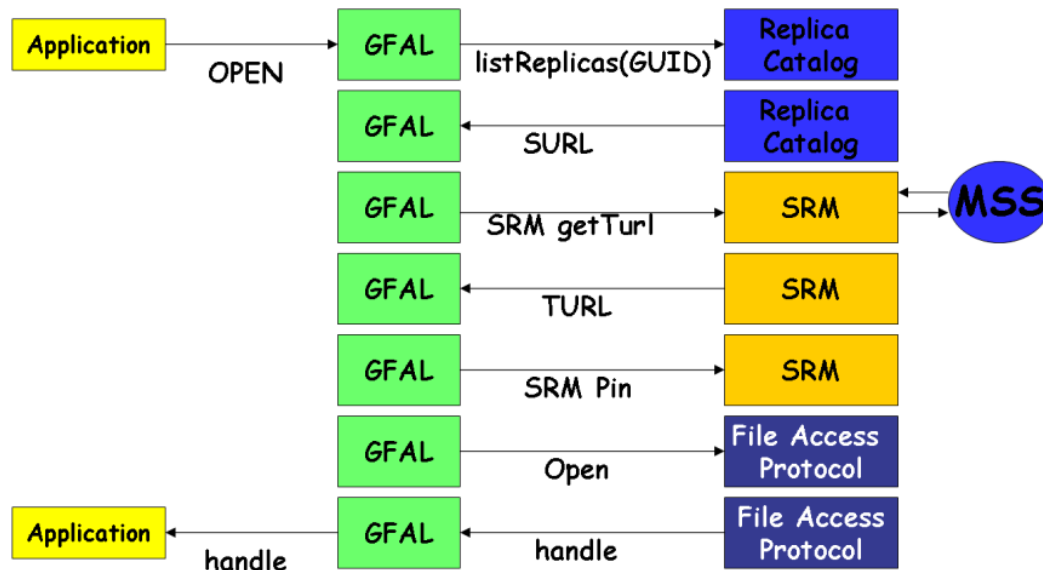 Application
OPEN
GFAL
listReplicas(GUID)
Replica
Catalog
GFAL
SURL
Replica
Catalog
GFAL
SRM getTurl
SRM
MSS
GFAL
TURL
SRM
GFAL
SRM Pin
SRM
GFAL
Open
File Access
Protocol
Application
handle
GFAL
handle
File Access
Protocol